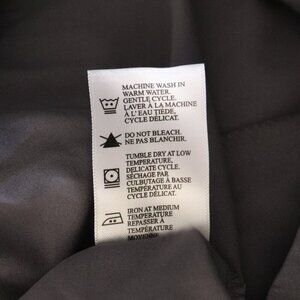 MACHINE WASH IN
WARM WATER.
GENTLE CYCLE.
LAVER À LA MACHINE
À L'EAU TIÈDE,
CYCLE DÉLICAT.
DO NOT BLEACH.
NE PAS BLANCHIR.
TUMBLE DRY AT LOW
TEMPERATURE,
DELICATE CYCLE.
SÉCHAGE PAR
CULBUTAGE À BASSE
TEMPÉRATURE AU
CYCLE DÉLICAT.
IRON AT MEDIUM
TEMPERATURE
REPASSER À
TEMPÉRATURE
MOYENNE